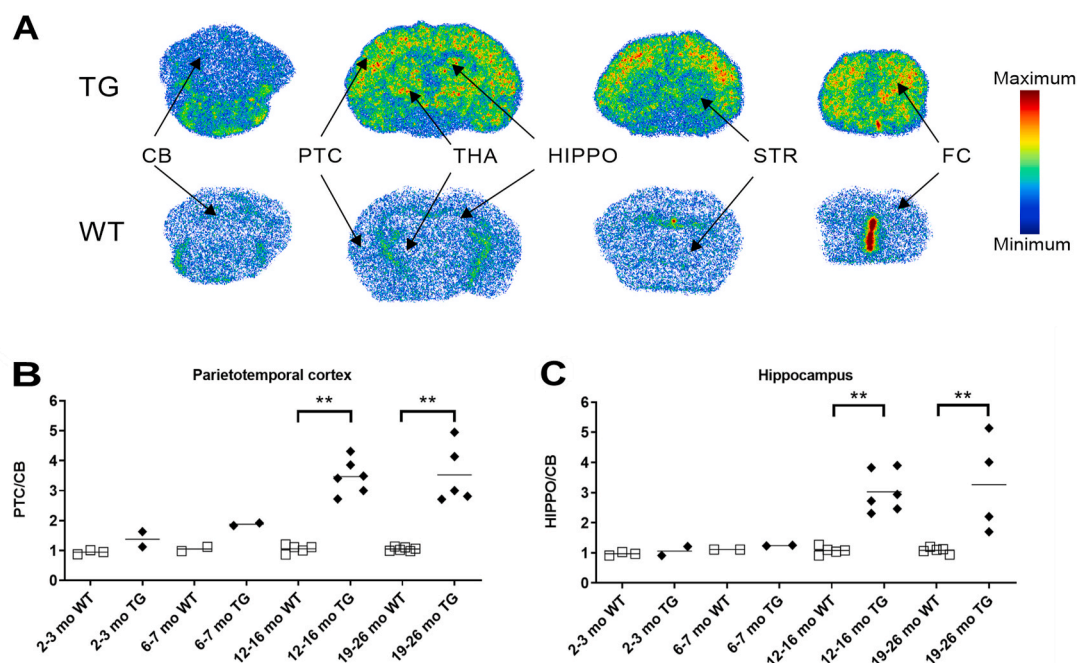 A
TG
Maximum
CB
PTC
THA
HIPPO
STR
FC
WT
Minimum
B
Parietotemporal cortex
PTC/CB
6
5
4
3
2
1
0
**
**
2-3 mo WT
2-3 mo TG
6-7 mo WT
6-7 mo TG
12-16 mo WT
12-16 mo TG
19-26 mo WT
19-26 mo TG
C
Hippocampus
HIPPO/CB
6
5
4
3
2
1
0
**
**
2-3 mo WT
2-3 mo TG
6-7 mo WT
6-7 mo TG
12-16 mo WT
12-16 mo TG
19-26 mo WT
19-26 mo TG